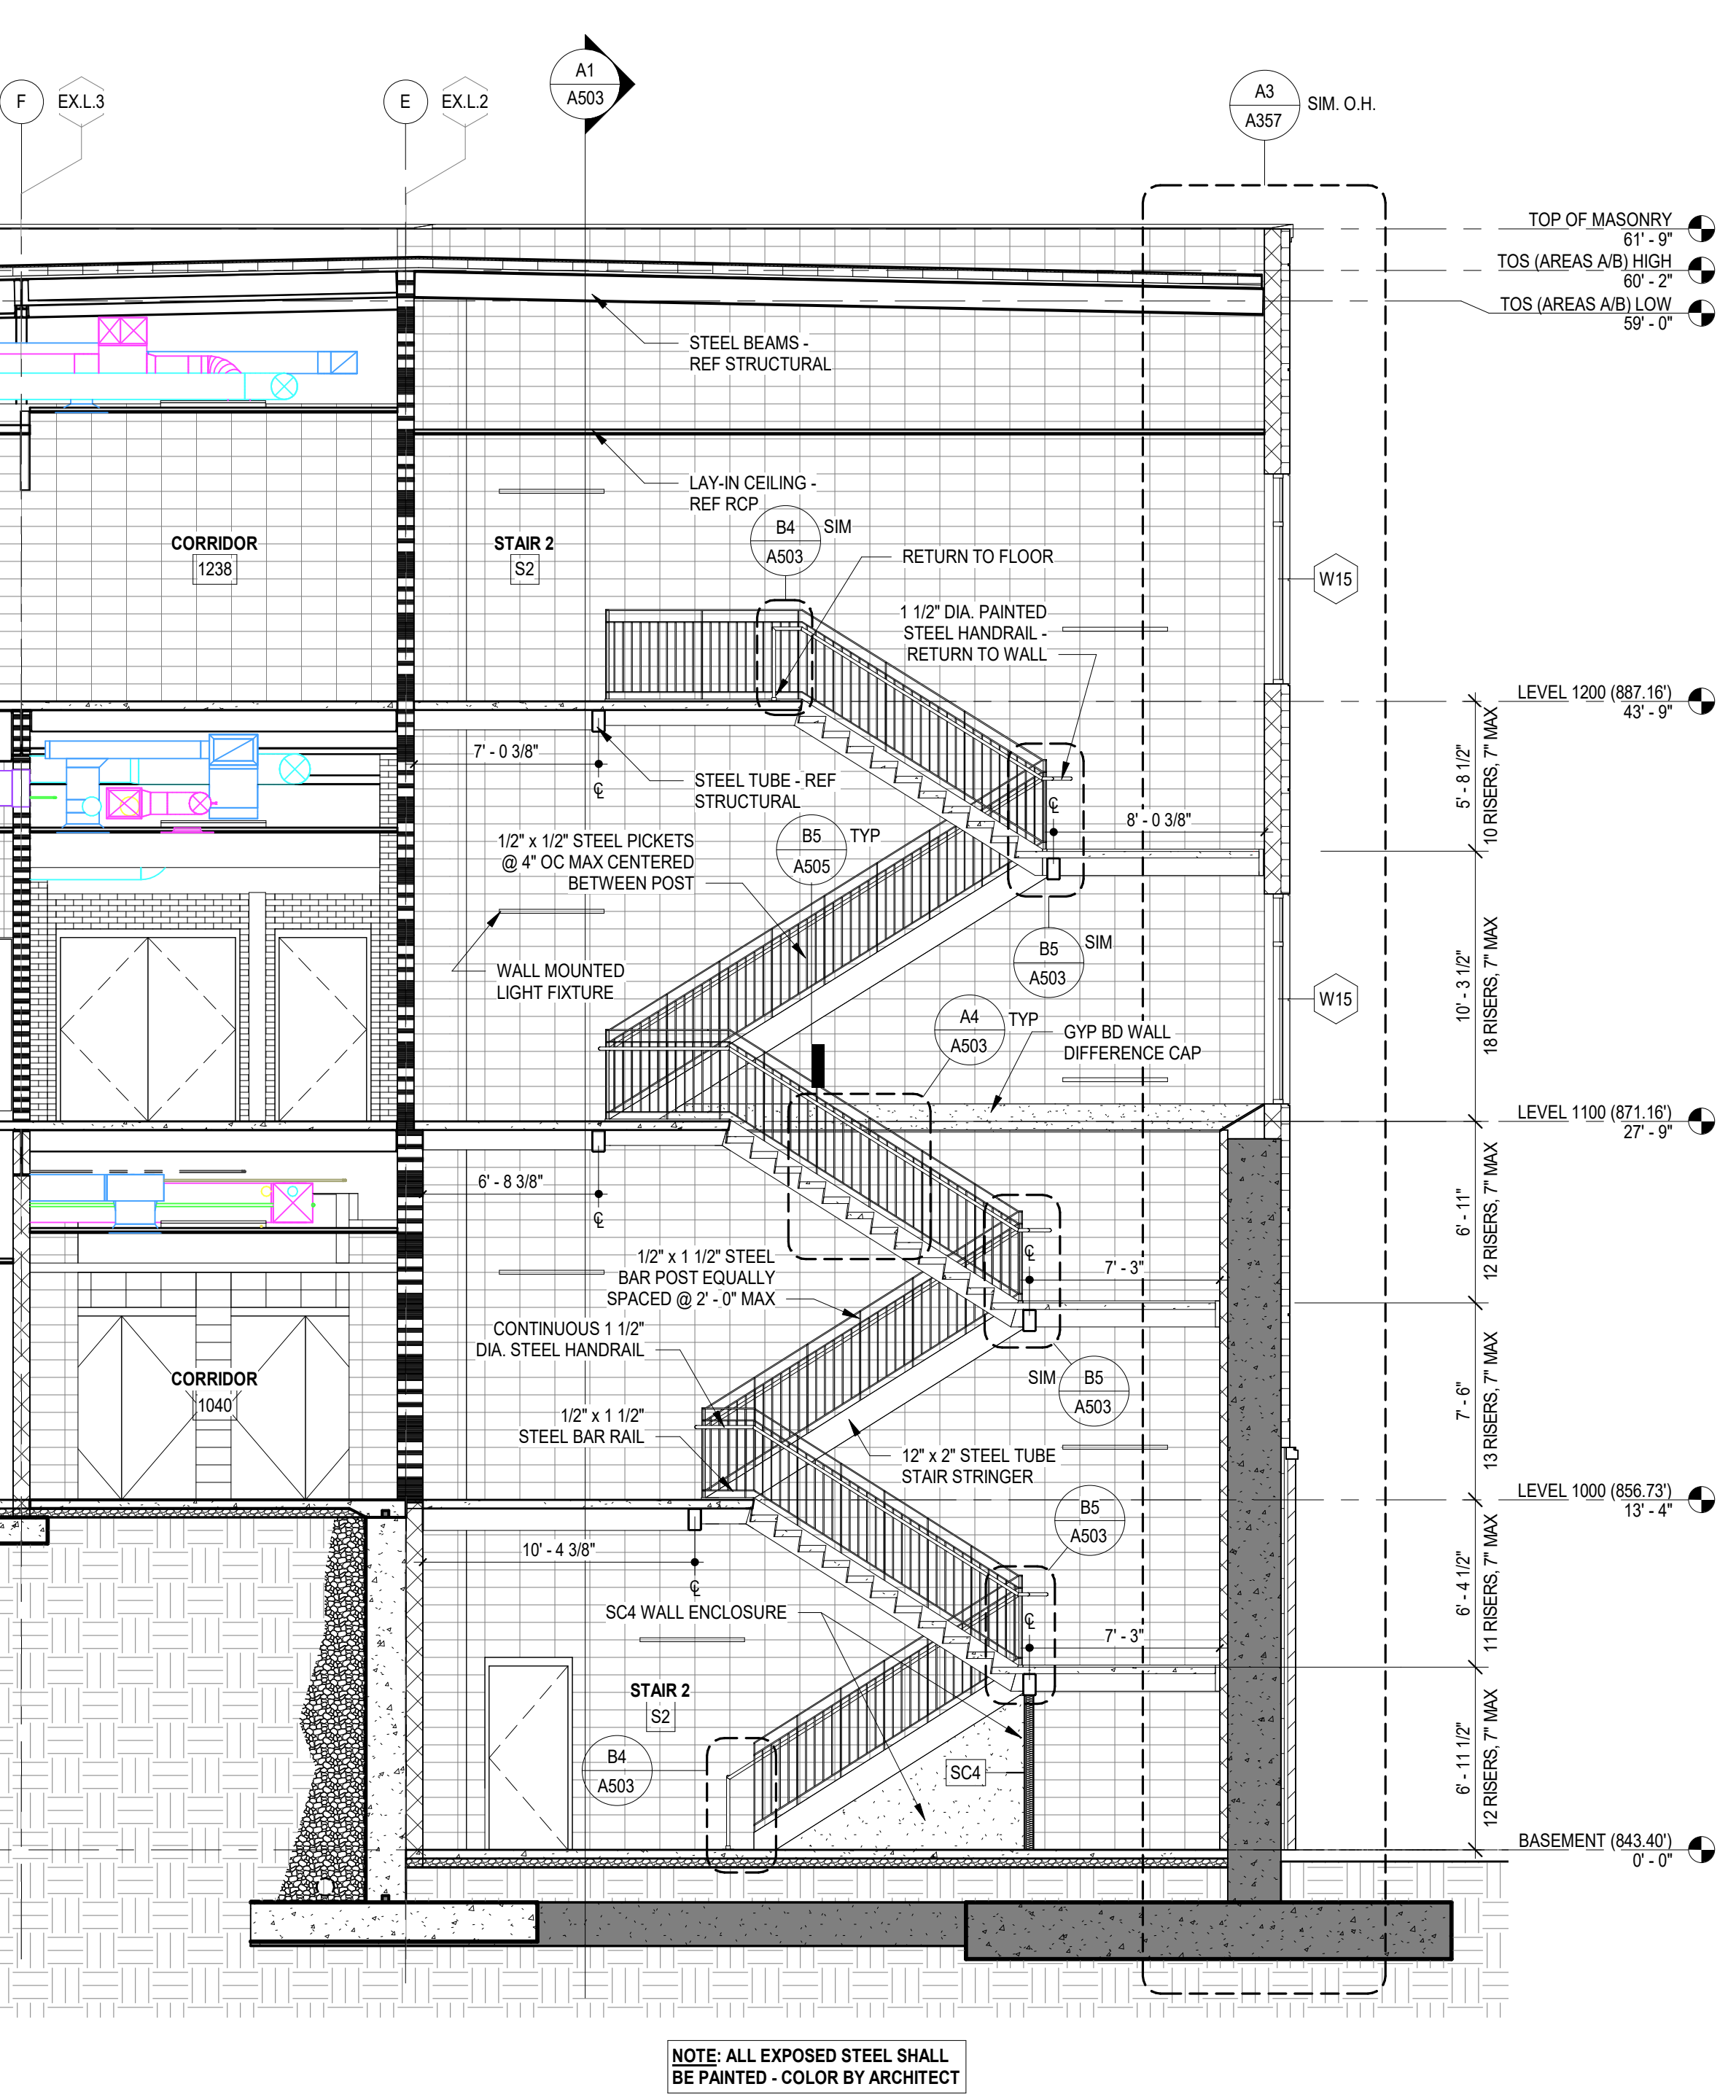 F
EX.L.3
E
EX.L.2
A1
A503
A3
A357
SIM. O.H.
TOP OF MASONRY
61' - 9"
TOS (AREAS A/B) HIGH
60' - 2"
TOS (AREAS A/B) LOW
59' - 0"
STEEL BEAMS -
REF STRUCTURAL
LAY-IN CEILING -
REF RCP
CORRIDOR
1238
STAIR 2
S2
B4
A503
SIM
RETURN TO FLOOR
1 1/2" DIA. PAINTED
STEEL HANDRAIL -
RETURN TO WALL
W15
LEVEL 1200 (887.16')
43' - 9"
5' - 8 1/2"
10 RISERS, 7" MAX
7' - 0 3/8"
℄
STEEL TUBE - REF
STRUCTURAL
℄
8' - 0 3/8"
1/2" x 1/2" STEEL PICKETS
@ 4" OC MAX CENTERED
BETWEEN POST
B5
A505
TYP
B5
A503
SIM
WALL MOUNTED
LIGHT FIXTURE
10' - 3 1/2"
18 RISERS, 7" MAX
W15
A4
A503
TYP
GYP BD WALL
DIFFERENCE CAP
LEVEL 1100 (871.16')
27' - 9"
6' - 8 3/8"
℄
6' - 11"
12 RISERS, 7" MAX
1/2" x 1 1/2" STEEL
BAR POST EQUALLY
SPACED @ 2' - 0" MAX
℄
7' - 3"
CONTINUOUS 1 1/2"
DIA. STEEL HANDRAIL
CORRIDOR
1040
SIM
B5
A503
7' - 6"
13 RISERS, 7" MAX
1/2" x 1 1/2"
STEEL BAR RAIL
12" x 2" STEEL TUBE
STAIR STRINGER
LEVEL 1000 (856.73')
13' - 4"
B5
A503
10' - 4 3/8"
℄
6' - 4 1/2"
11 RISERS, 7" MAX
SC4 WALL ENCLOSURE
℄
7' - 3"
STAIR 2
S2
B4
A503
SC4
6' - 11 1/2"
12 RISERS, 7" MAX
BASEMENT (843.40')
0' - 0"
NOTE: ALL EXPOSED STEEL SHALL
BE PAINTED - COLOR BY ARCHITECT